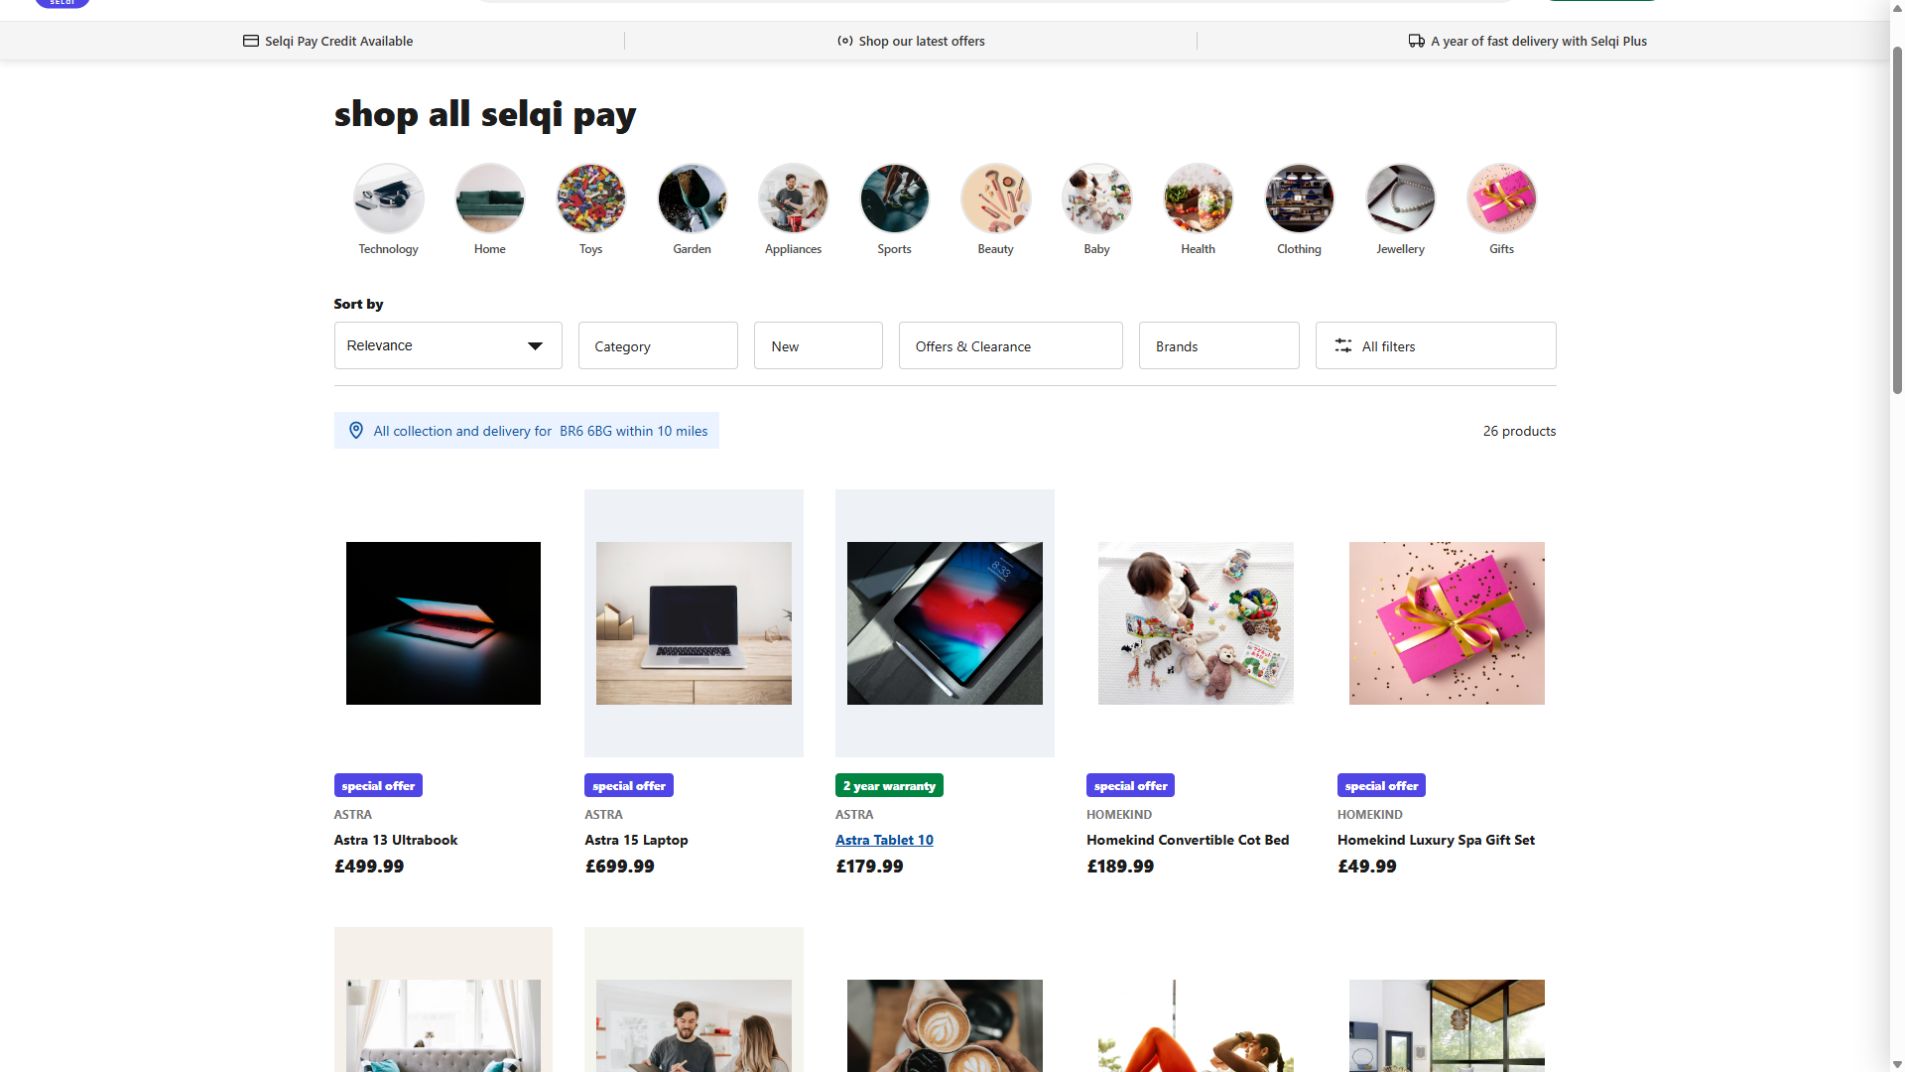 SELQI
Selqi Pay Credit Available
Shop our latest offers
A year of fast delivery with Selqi Plus
shop all selqi pay
Technology
Home
Toys
Garden
Appliances
Sports
Beauty
Baby
Health
Clothing
Jewellery
Gifts
Sort by
Relevance
Category
New
Offers & Clearance
Brands
All filters
All collection and delivery for BR6 6BG within 10 miles
26 products
special offer
ASTRA
Astra 13 Ultrabook
£499.99
special offer
ASTRA
Astra 15 Laptop
£699.99
2 year warranty
ASTRA
Astra Tablet 10
£179.99
special offer
HOMEKIND
Homekind Convertible Cot Bed
£189.99
special offer
HOMEKIND
Homekind Luxury Spa Gift Set
£49.99